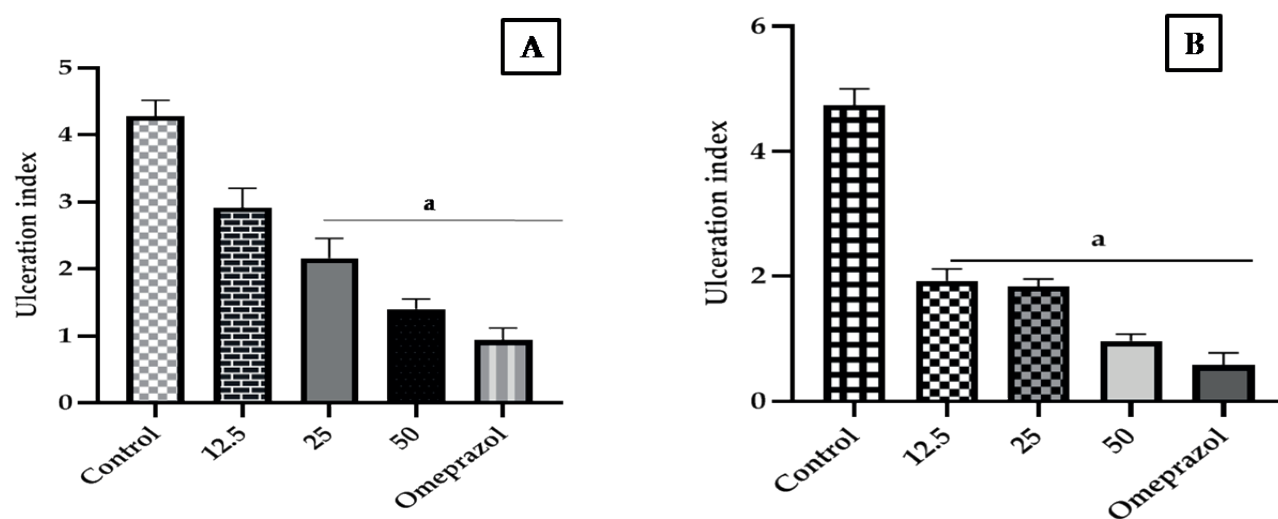 A
Ulceration index
5
4
3
2
1
0
a
Control
12.5
25
50
Omeprazol
B
Ulceration index
6
4
2
0
a
Control
12.5
25
50
Omeprazol